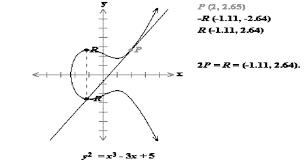 y
P (2, 2.65)
-R (-1.11, -2.64)
R (-1.11, 2.64)
R
P
2P = R = (-1.11, 2.64).
x
-R
y² = x³ - 3x + 5